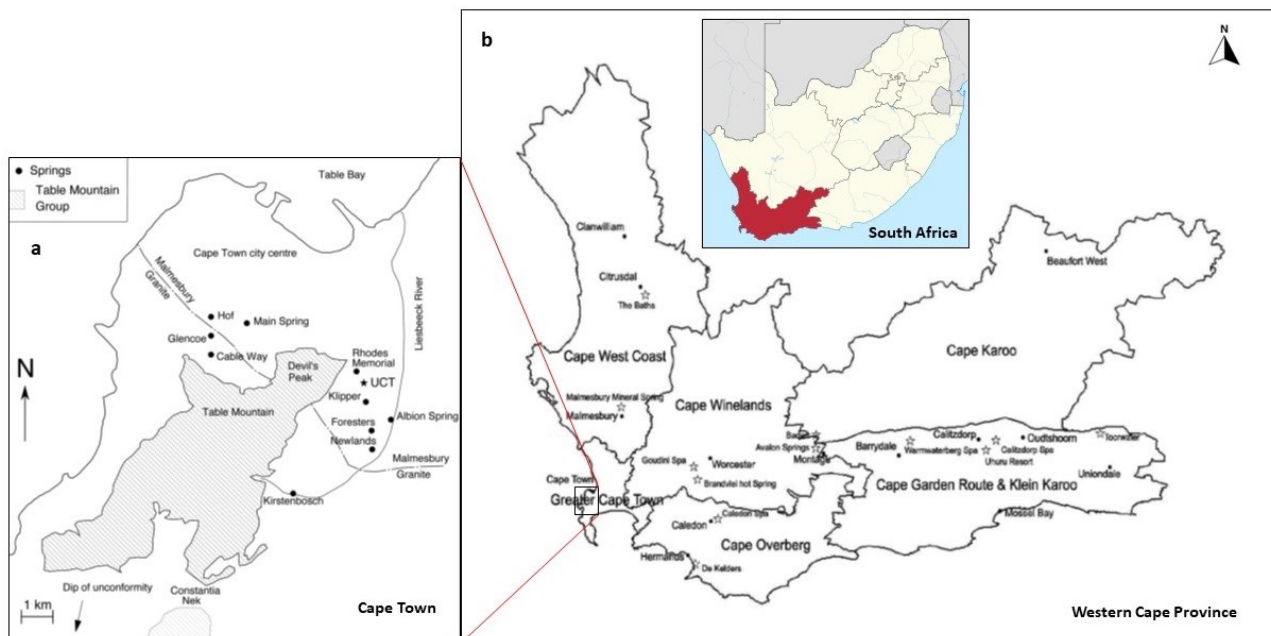 Springs
Table Mountain
Group
a
Table Bay
Cape Town city centre
Malmesbury
Granite
Liesbeeck River
Hof
Main Spring
Glencoe
Cable Way
Rhodes
Memorial
Devil's
Peak
UCT
N
Table Mountain
Klipper
Albion Spring
Foresters
Newlands
Malmesbury
Granite
Kirstenbosch
Dip of unconformity
Constantia
Nek
1 km
Cape Town
b
N
South Africa
Clanwilliam
Citrusdal
The Baths
Beaufort West
Cape West Coast
Cape Karoo
Malmesbury Mineral Spring
Malmesbury
Cape Winelands
Avalon Springs
Montagu
Goudini Spa
Worcester
Brandvlei hot Spring
Barrydale
Warmwaterberg Spa
Calitzdorp
Calitzdorp Spa
Uhuru Resort
Oudtshoorn
Toorwater
Uniondale
Cape Garden Route & Klein Karoo
Mossel Bay
Cape Town
Greater Cape Town
Caledon Spa
Caledon
Cape Overberg
Hermanus
De Kelders
Western Cape Province